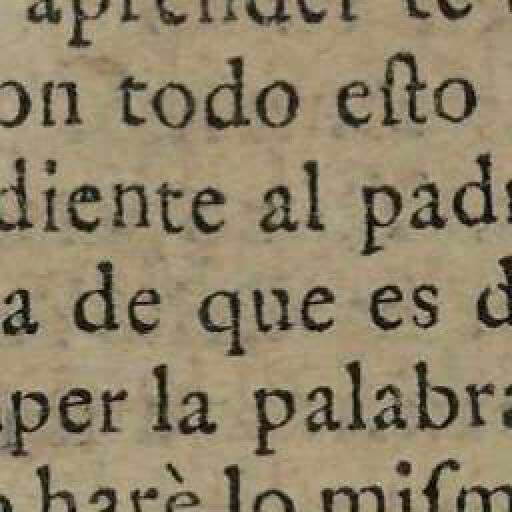 aprender te
on todo eſto
diente al padr
a de que es d
per la palabra
harè lo miſm